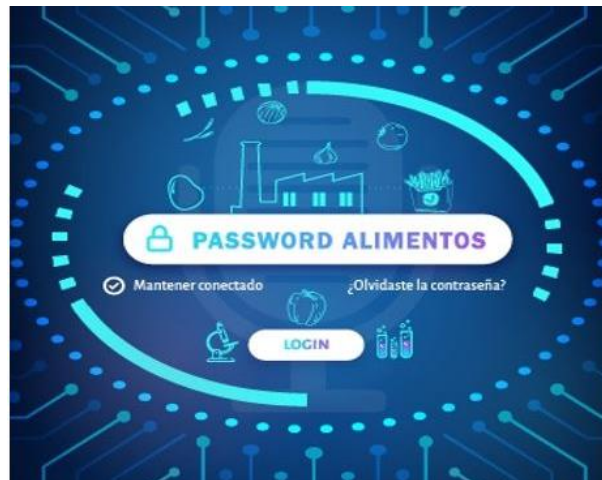 PASSWORD ALIMENTOS
Mantener conectado
¿Olvidaste la contraseña?
LOGIN